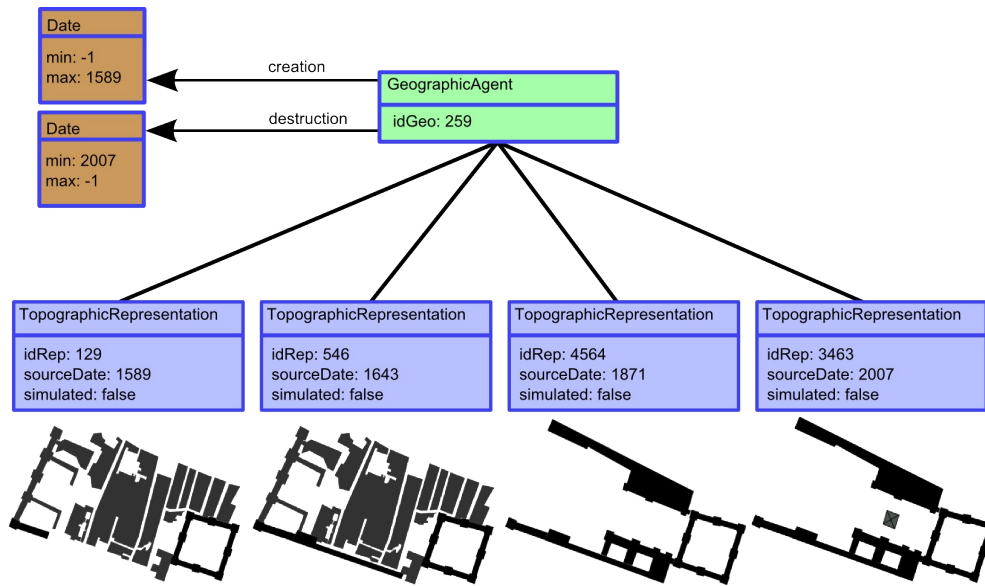 Date
min: -1
max: 1589
creation
GeographicAgent
idGeo: 259
destruction
Date
min: 2007
max: -1
TopographicRepresentation
idRep: 129
sourceDate: 1589
simulated: false
TopographicRepresentation
idRep: 546
sourceDate: 1643
simulated: false
TopographicRepresentation
idRep: 4564
sourceDate: 1871
simulated: false
TopographicRepresentation
idRep: 3463
sourceDate: 2007
simulated: false